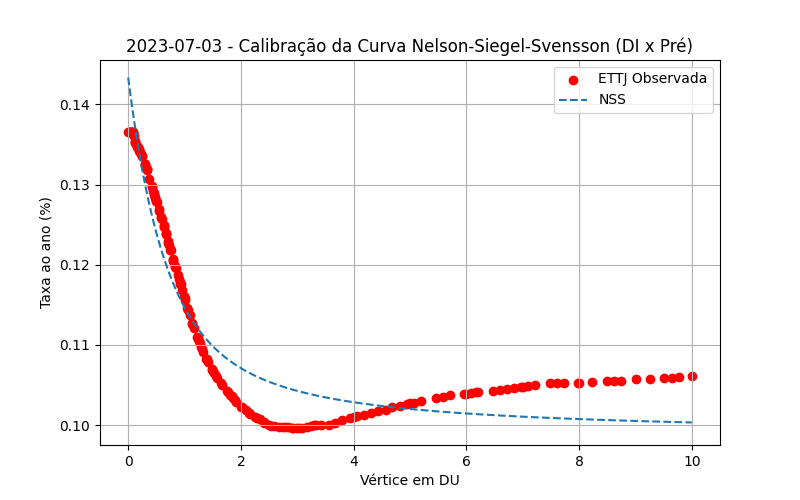 2023-07-03 - Calibração da Curva Nelson-Siegel-Svensson (DI x Pré)
ETTJ Observada
NSS
Taxa ao ano (%)
0.14
0.13
0.12
0.11
0.10
0 2 4 6 8 10
Vértice em DU